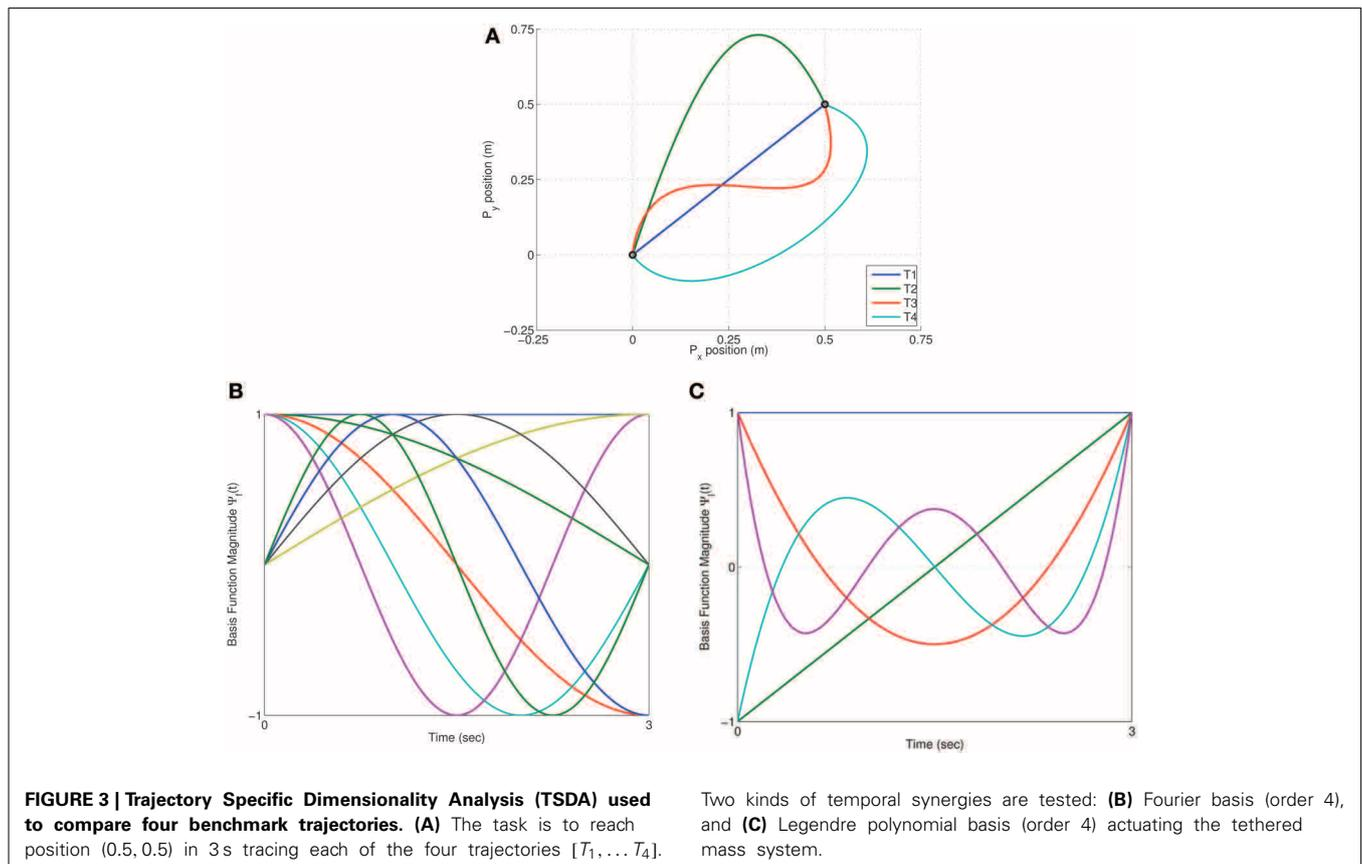 A
0.75
0.5
0.25
0
−0.25
P_y position (m)
−0.25
0
0.25
0.5
0.75
P_x position (m)
T1
T2
T3
T4
B
1
−1
Basis Function Magnitude Ψ_i(t)
0
3
Time (sec)
C
1
0
−1
Basis Function Magnitude Ψ_i(t)
0
3
Time (sec)
FIGURE 3 | Trajectory Specific Dimensionality Analysis (TSDA) used
to compare four benchmark trajectories. (A) The task is to reach
position (0.5, 0.5) in 3 s tracing each of the four trajectories [T_1, . . . T_4].
Two kinds of temporal synergies are tested: (B) Fourier basis (order 4),
and (C) Legendre polynomial basis (order 4) actuating the tethered
mass system.